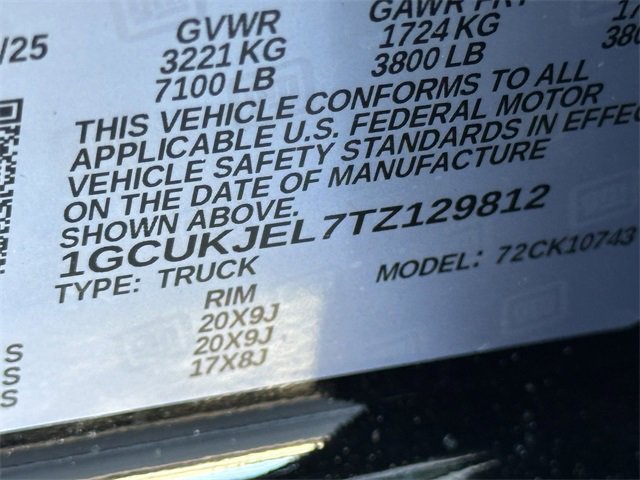 /25
GVWR
3221 KG
7100 LB
GAWR FRT
1724 KG
3800 LB
17
380
THIS VEHICLE CONFORMS TO ALL
APPLICABLE U.S. FEDERAL MOTOR
VEHICLE SAFETY STANDARDS IN EFFEC
ON THE DATE OF MANUFACTURE
SHOWN ABOVE.
1GCUKJEL7TZ129812
TYPE: TRUCK
MODEL: 72CK10743
RIM
20X9J
20X9J
17X8J
S
S
S